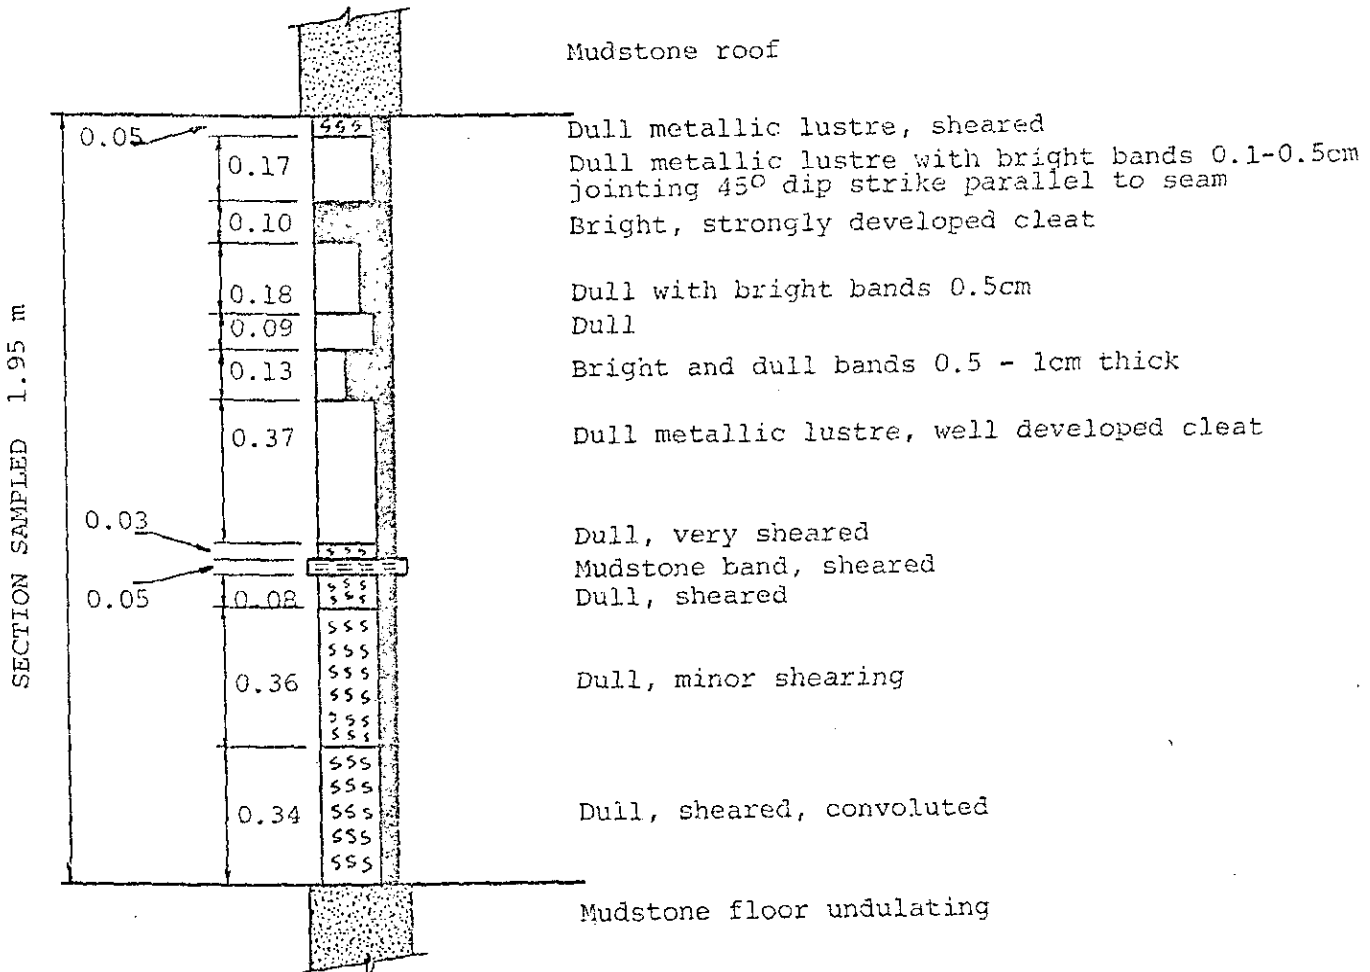 Mudstone roof
0.05
Dull metallic lustre, sheared
0.17
Dull metallic lustre with bright bands 0.1-0.5cm
jointing 45° dip strike parallel to seam
0.10
Bright, strongly developed cleat
0.18
Dull with bright bands 0.5cm
0.09
Dull
0.13
Bright and dull bands 0.5 - 1cm thick
0.37
Dull metallic lustre, well developed cleat
SECTION SAMPLED 1.95 m
0.03
Dull, very sheared
Mudstone band, sheared
0.05
0.08
Dull, sheared
0.36
Dull, minor shearing
0.34
Dull, sheared, convoluted
Mudstone floor undulating